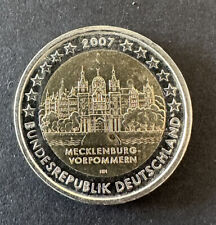 2007
MECKLENBURG-
VORPOMMERN
BUNDESREPUBLIK DEUTSCHLAND